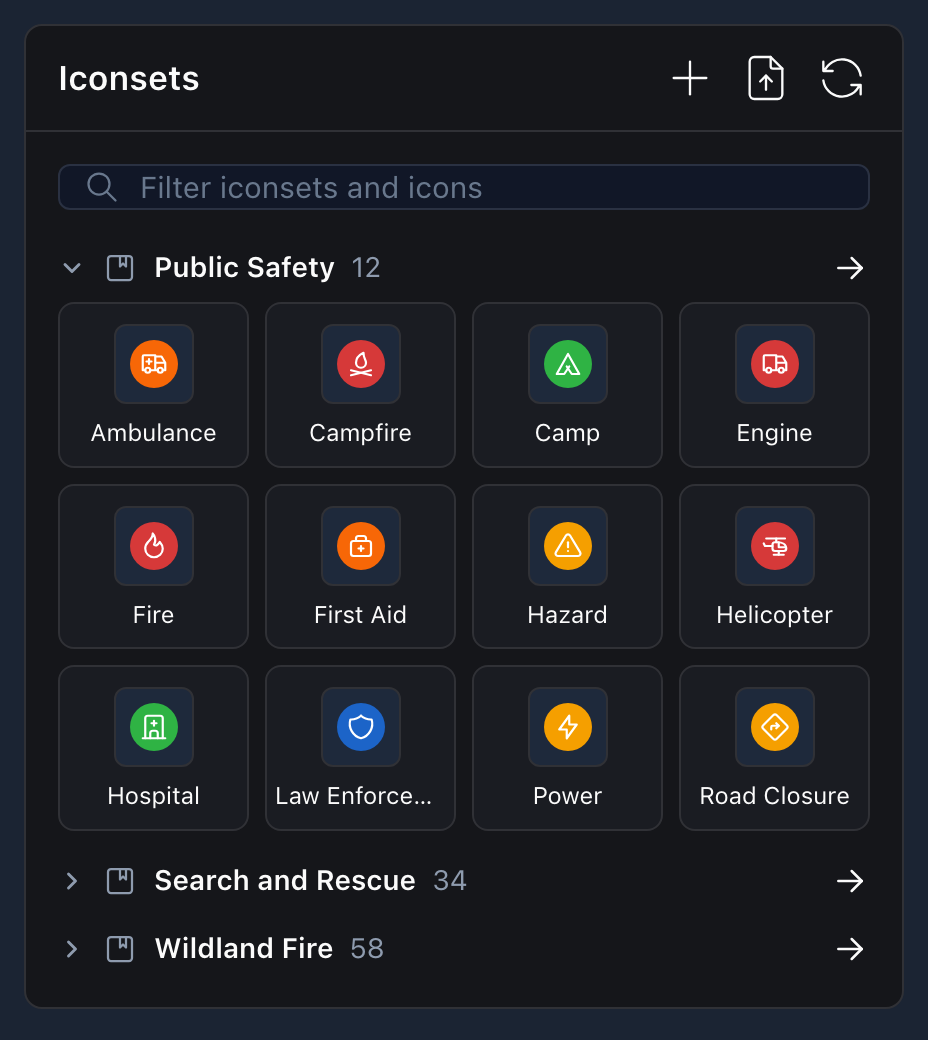 Iconsets
Filter iconsets and icons
Public Safety 12
Ambulance Campfire Camp Engine
Fire First Aid Hazard Helicopter
Hospital Law Enforce... Power Road Closure
Search and Rescue 34
Wildland Fire 58